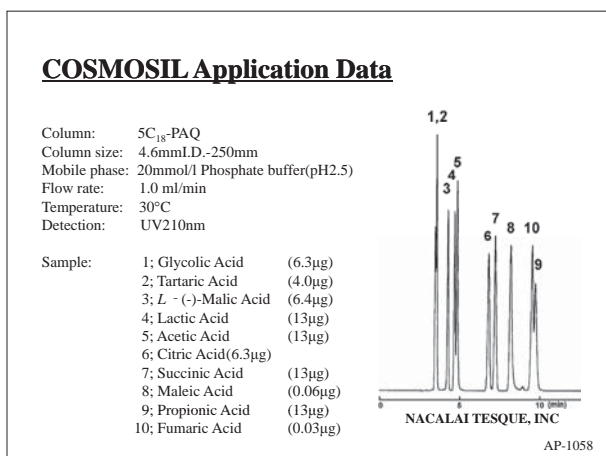 COSMOSIL Application Data
Column: 5C18-PAQ
Column size: 4.6mmI.D.-250mm
Mobile phase: 20mmol/l Phosphate buffer(pH2.5)
Flow rate: 1.0 ml/min
Temperature: 30°C
Detection: UV210nm
Sample: 1; Glycolic Acid (6.3μg)
2; Tartaric Acid (4.0μg)
3; L - (-)-Malic Acid (6.4μg)
4; Lactic Acid (13μg)
5; Acetic Acid (13μg)
6; Citric Acid(6.3μg)
7; Succinic Acid (13μg)
8; Maleic Acid (0.06μg)
9; Propionic Acid (13μg)
10; Fumaric Acid (0.03μg)
1,2
5
4
3
7
6
8
10
9
0 5 10 (min)
NACALAI TESQUE, INC
AP-1058